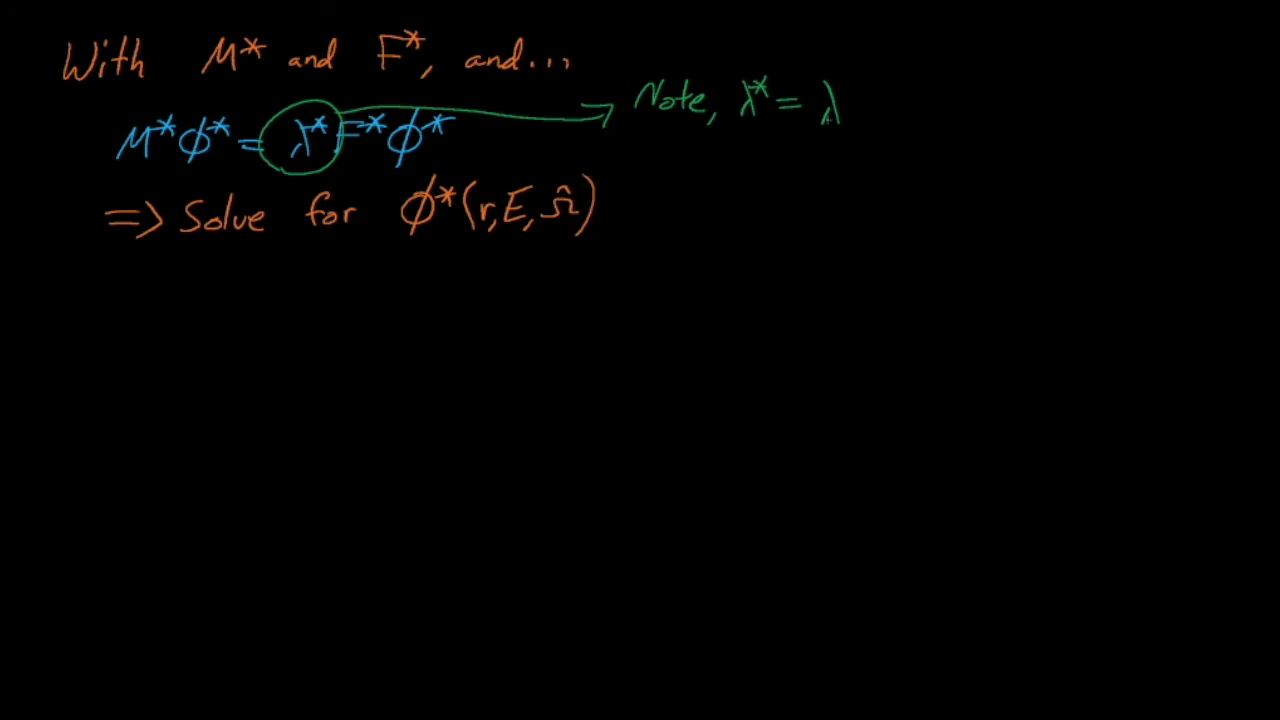 With M* and F*, and...
Note, λ* = λ
M*ϕ* = λ*F*ϕ*
=> Solve for ϕ*(r, E, Ω̂)